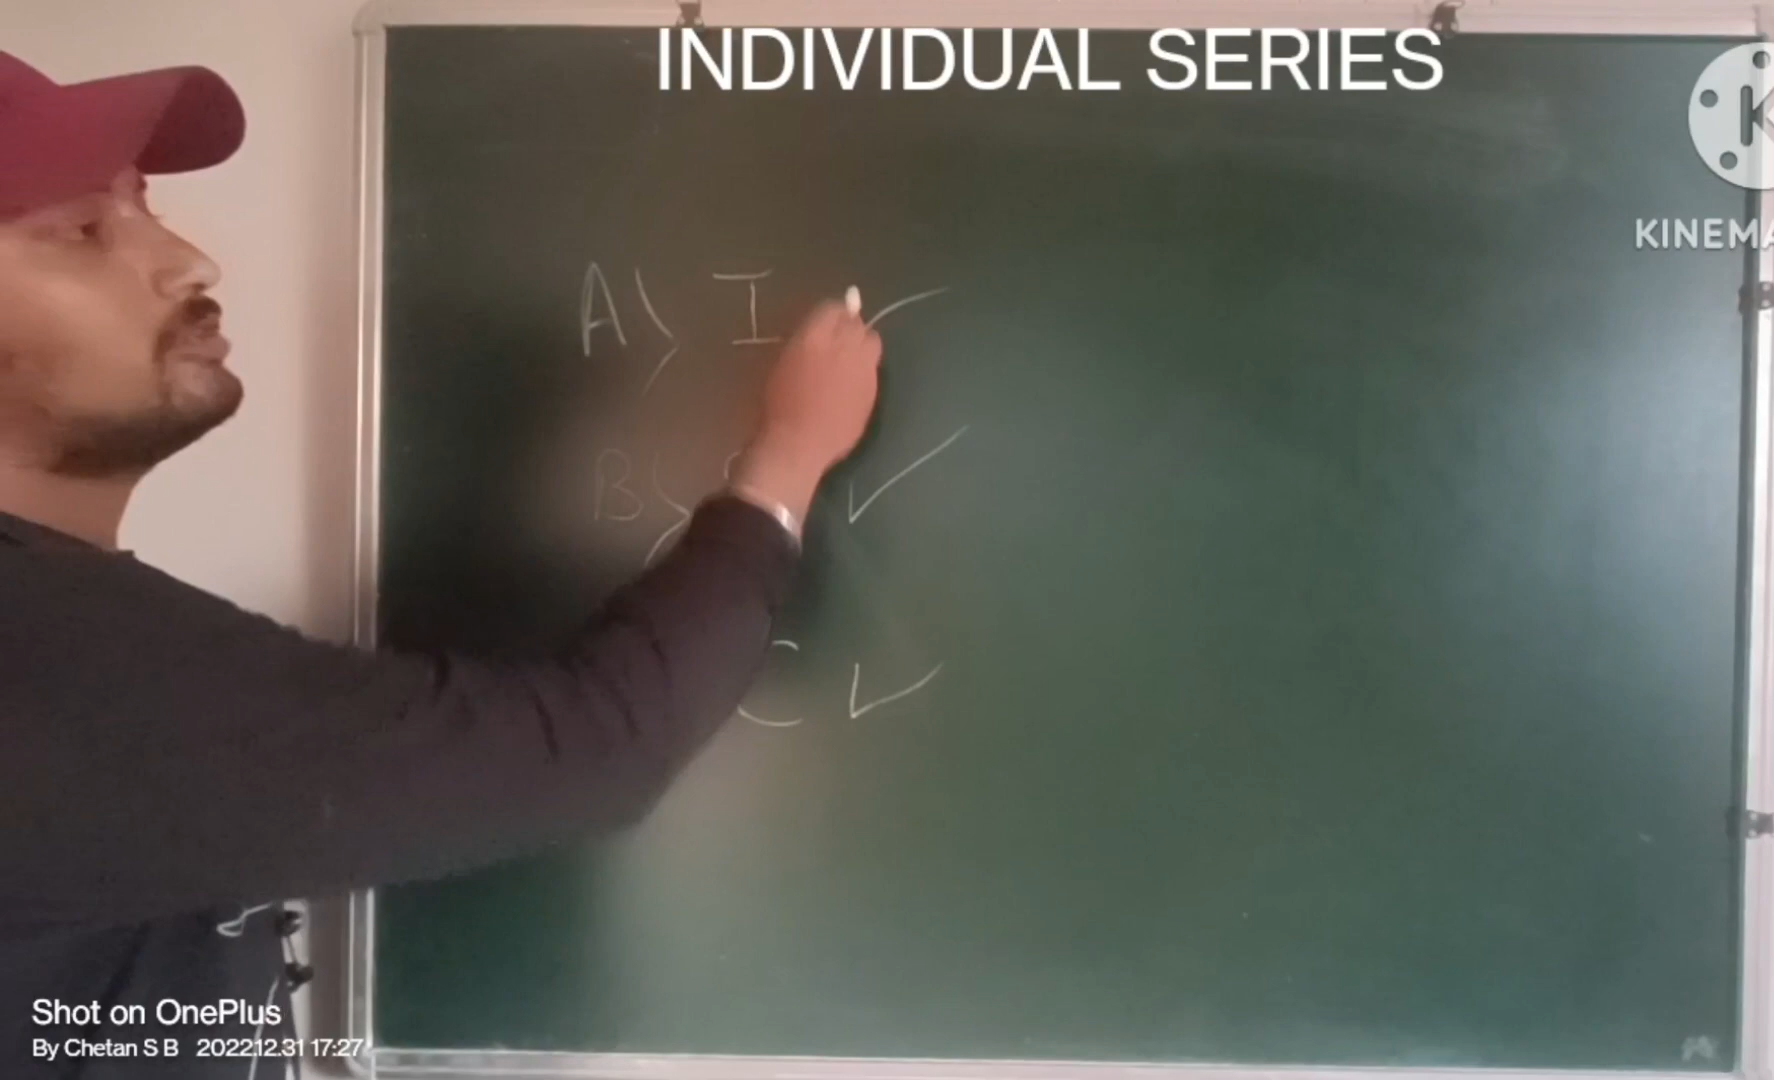 INDIVIDUAL SERIES
KINEMA
A) I
B)
C
Shot on OnePlus
By Chetan S B 2022.12.31 17:27